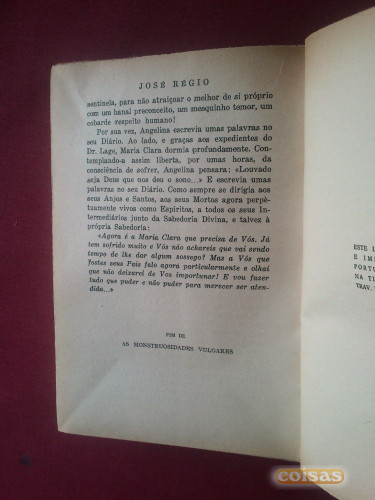 JOSÉ RÉGIO
sentinela, para não atraiçoar o melhor de si próprio
com um banal preconceito, um mesquinho temor, um
cobarde respeito humano!
Por sua vez, Angelina escrevia umas palavras no
seu Diário. Ao lado, e graças aos expedientes do
Dr. Lage, Maria Clara dormia profundamente. Con-
templando-a assim liberta, por umas horas, da
consciência de sofrer, Angelina pensara: «Louvado
seja Deus que nos deu o sono...» E escrevia umas
palavras no seu Diário. Como sempre se dirigia aos
seus Anjos e Santos, aos seus Mortos agora perpè-
tuamente vivos como Espíritos, a todos os seus
Intermediários junto da Sabedoria Divina, e talvez
à própria Sabedoria:
«Agora é a Maria Clara que precisa de Vós. Já
tem sofrido muito e Vós não achareis que vai sendo
tempo de lhe dar algum sossego? Mas a Vós que
fostes seus Pais falo agora particularmente e olhai
que não deixarei de Vos importunar! E vou fazer
tudo que puder e não puder para merecer ser aten-
dida...»
FIM DE
AS MONSTRUOSIDADES VULGARES
ESTE L
E IM
NA TI
TRAV.
coisas